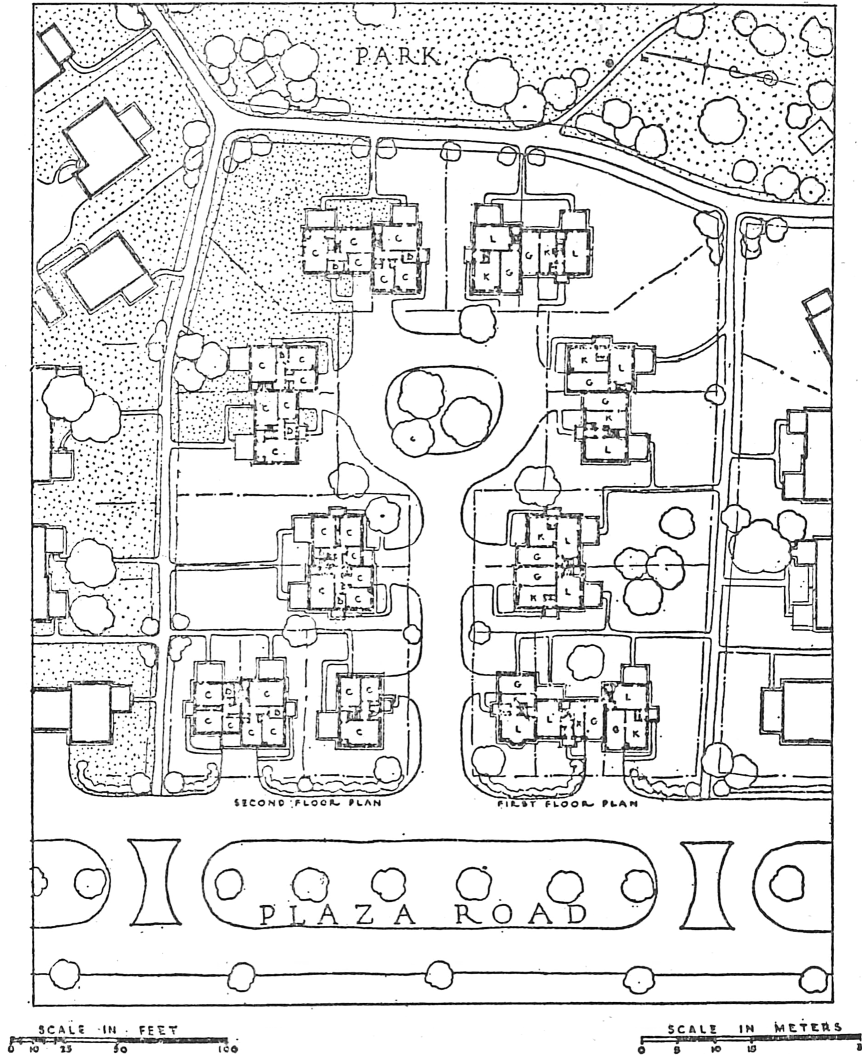 PARK
C C C
D C C C D
L L
K G G K
C D C
C
C C
D
C
K L
G
G
K
L
C C
C
C C
D
K L
G
G
K L
C D C
C C D
C
C C
C
G
L L K G L
G K
SECOND FLOOR PLAN FIRST FLOOR PLAN
PLAZA ROAD
SCALE IN FEET
0 10 25 50 100
SCALE IN METERS
0 5 10 15